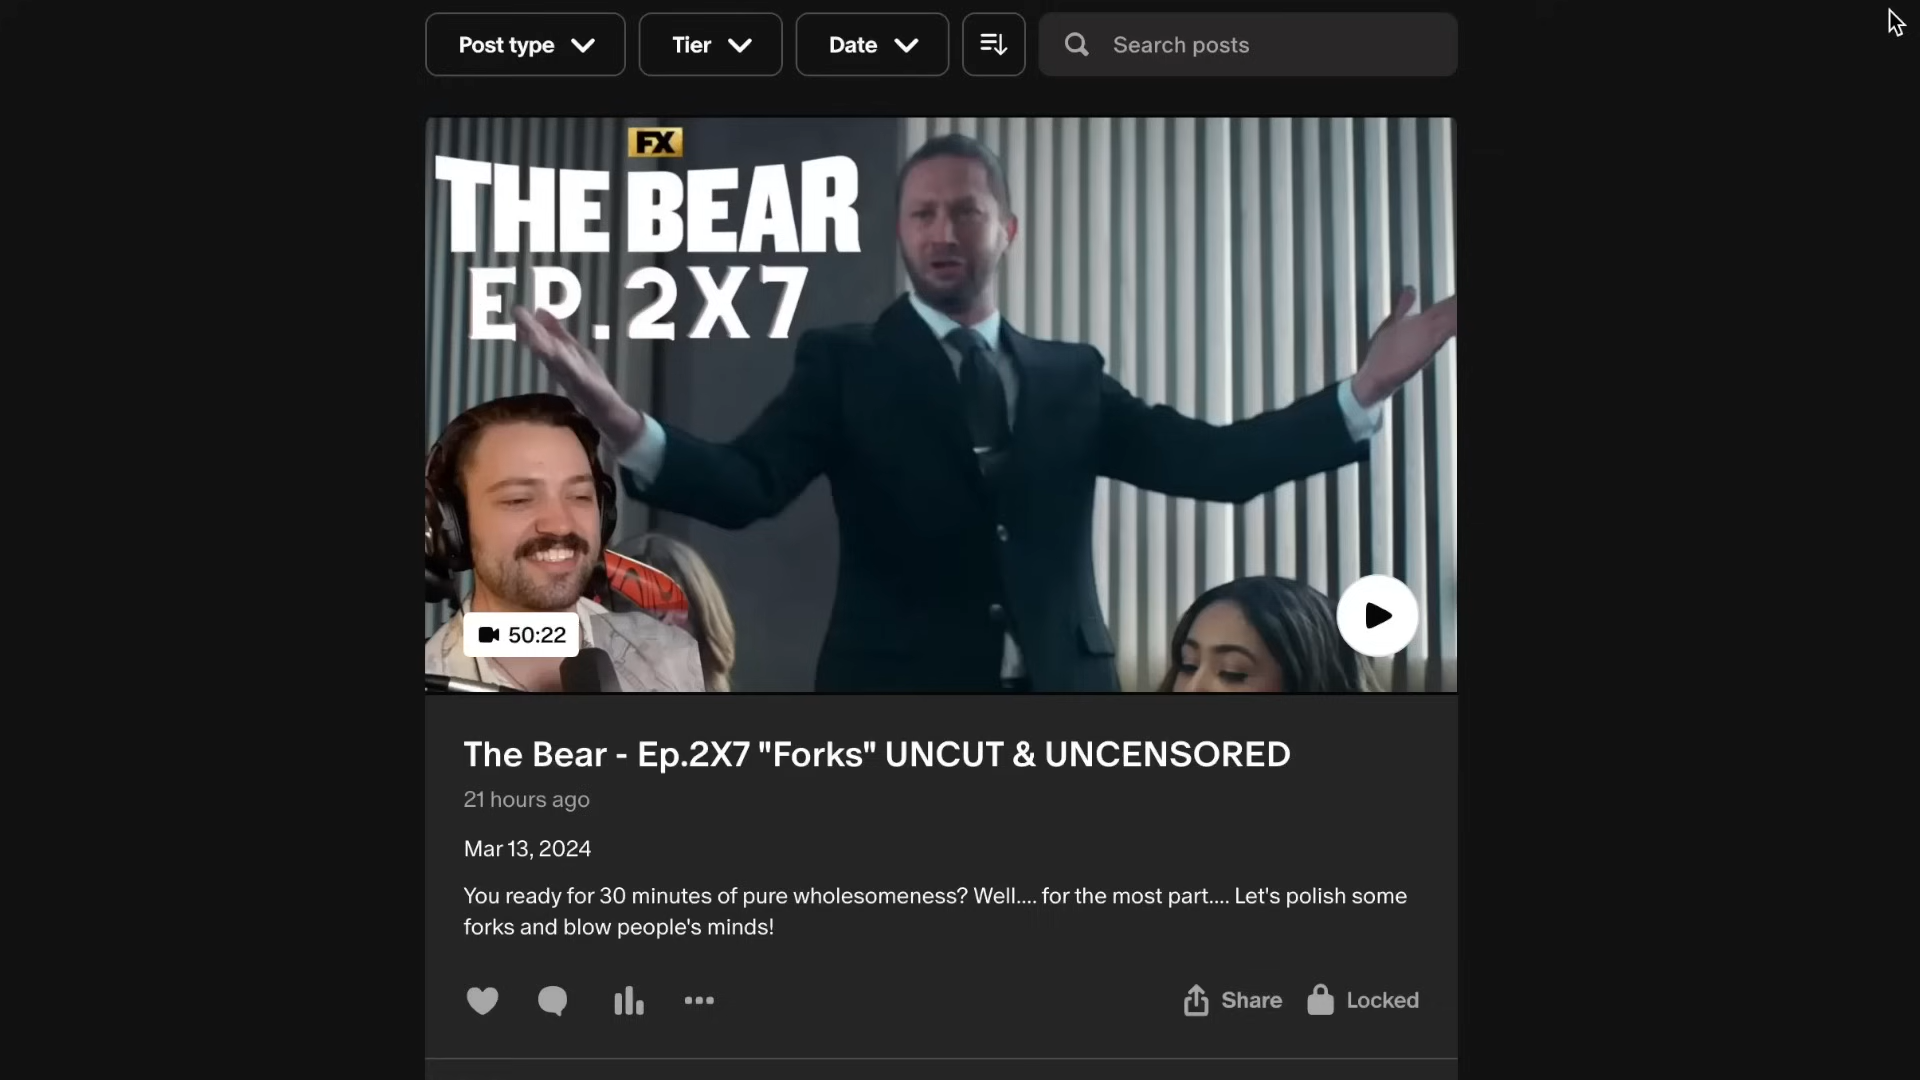 Post type
Tier
Date
Search posts
FX
THE BEAR
EP. 2X7
50:22
The Bear - Ep.2X7 "Forks" UNCUT & UNCENSORED
21 hours ago
Mar 13, 2024
You ready for 30 minutes of pure wholesomeness? Well.... for the most part.... Let's polish some
forks and blow people's minds!
Share
Locked